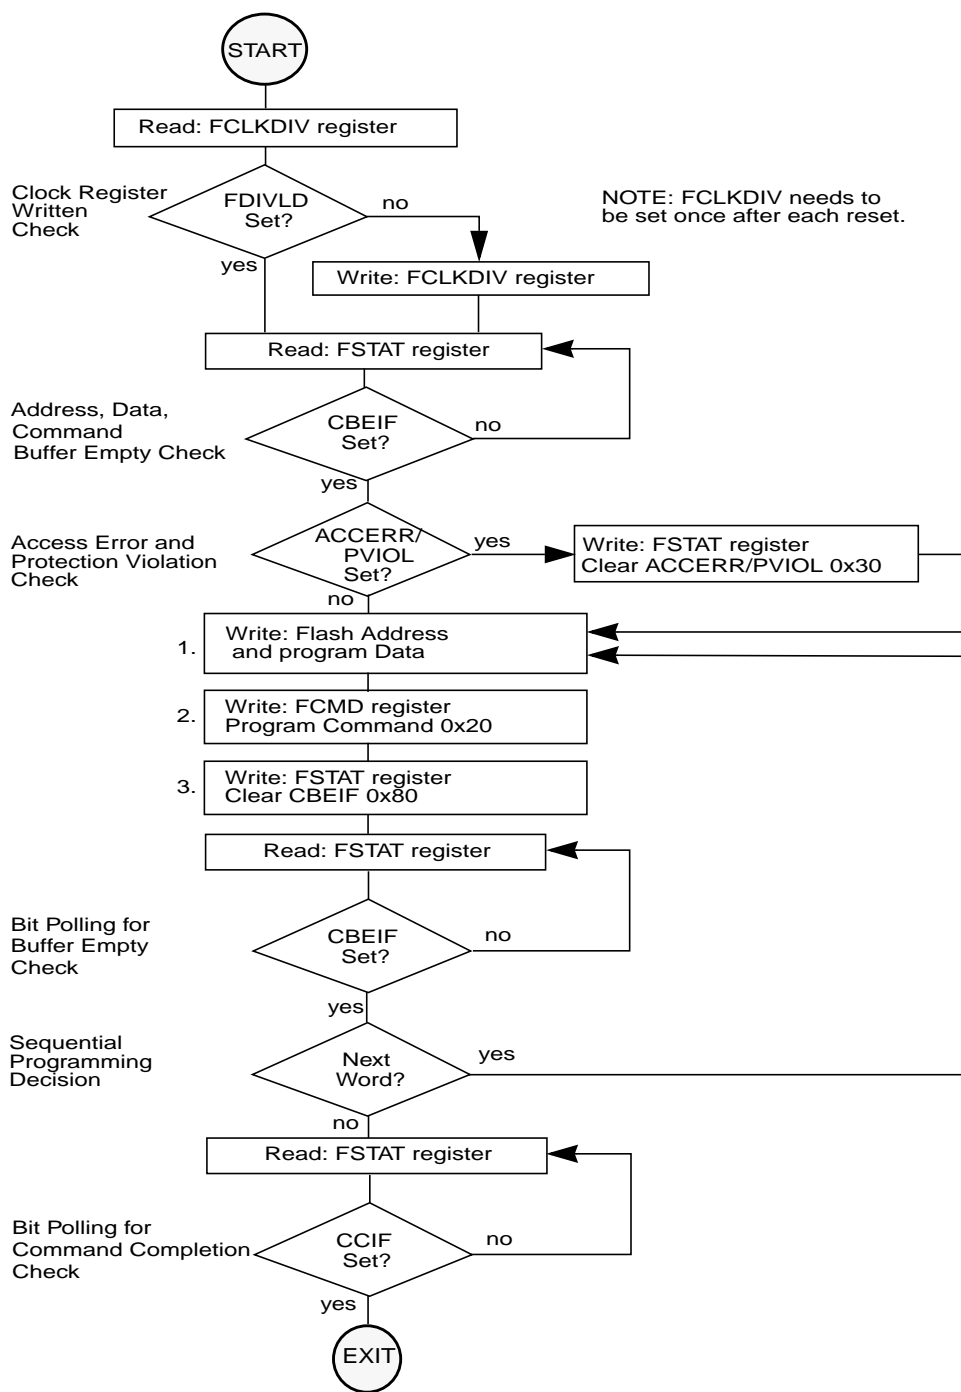 START
Read: FCLKDIV register
Clock Register
Written
Check
FDIVLD
Set?
no
yes
NOTE: FCLKDIV needs to
be set once after each reset.
Write: FCLKDIV register
Read: FSTAT register
Address, Data,
Command
Buffer Empty Check
CBEIF
Set?
no
yes
Access Error and
Protection Violation
Check
ACCERR/
PVIOL
Set?
yes
no
Write: FSTAT register
Clear ACCERR/PVIOL 0x30
1.
Write: Flash Address
and program Data
2.
Write: FCMD register
Program Command 0x20
3.
Write: FSTAT register
Clear CBEIF 0x80
Read: FSTAT register
Bit Polling for
Buffer Empty
Check
CBEIF
Set?
no
yes
Sequential
Programming
Decision
Next
Word?
yes
no
Read: FSTAT register
Bit Polling for
Command Completion
Check
CCIF
Set?
no
yes
EXIT